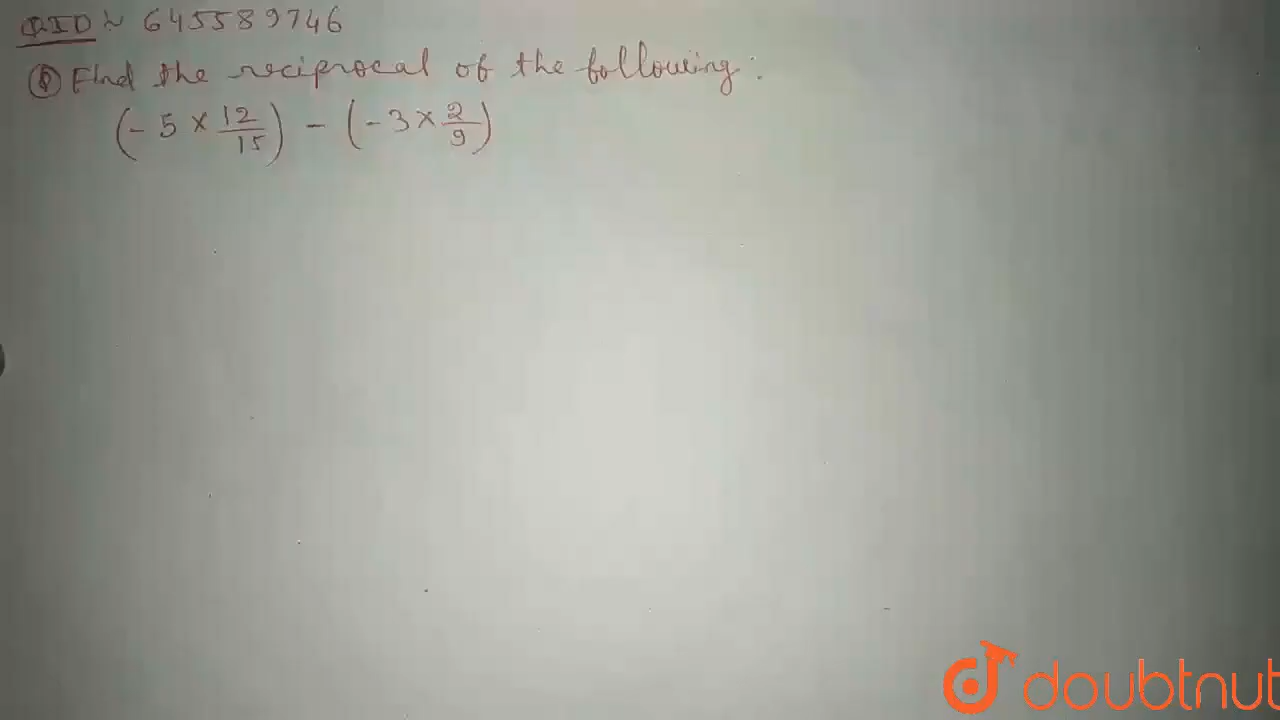 QID ~ 645589746
Q Find the reciprocal of the following:
(-5 × 12/15) - (-3 × 2/9)
doubtnut